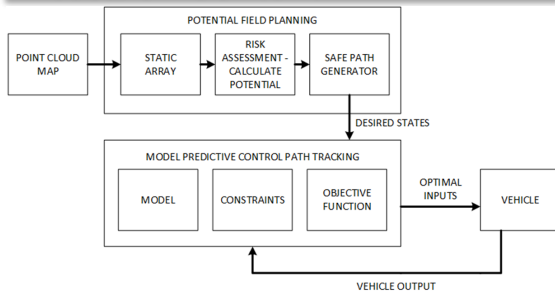 POTENTIAL FIELD PLANNING
POINT CLOUD
MAP
STATIC
ARRAY
RISK
ASSESSMENT -
CALCULATE
POTENTIAL
SAFE PATH
GENERATOR
DESIRED STATES
MODEL PREDICTIVE CONTROL PATH TRACKING
MODEL
CONSTRAINTS
OBJECTIVE
FUNCTION
OPTIMAL
INPUTS
VEHICLE
VEHICLE OUTPUT